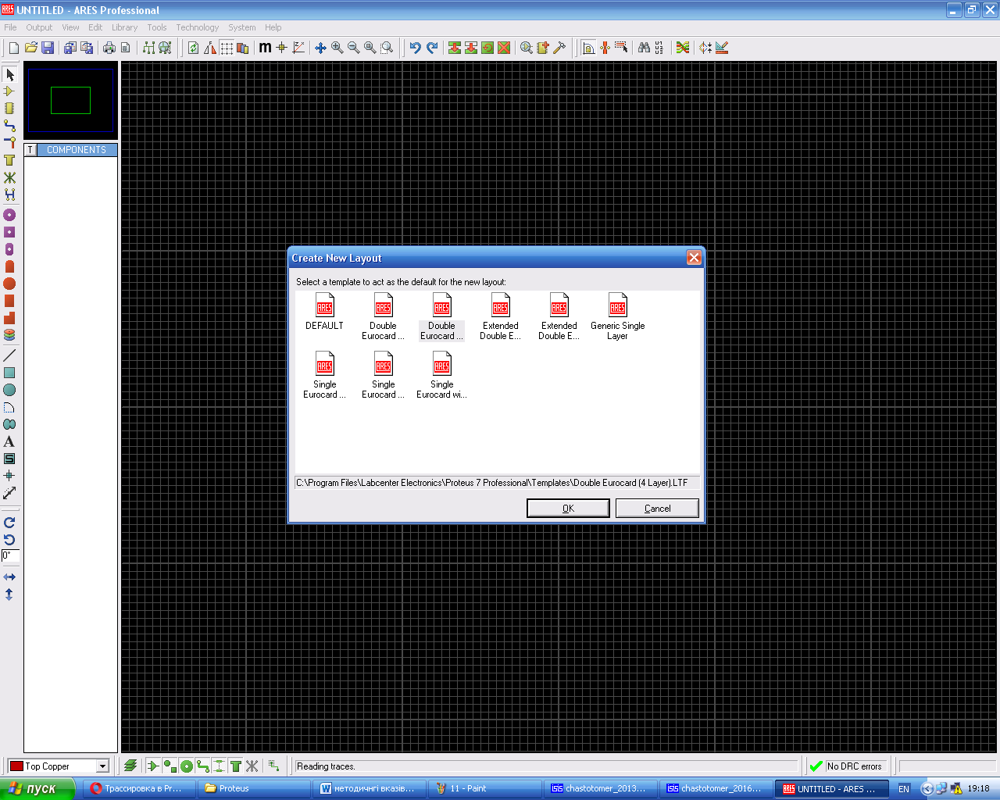 UNTITLED - ARES Professional
File Output View Edit Library Tools Technology System Help
T COMPONENTS
Create New Layout
Select a template to act as the default for the new layout:
DEFAULT
Double
Eurocard ...
Double
Eurocard ...
Extended
Double E...
Extended
Double E...
Generic Single
Layer
Single
Eurocard ...
Single
Eurocard ...
Single
Eurocard wi...
C:\Program Files\Labcenter Electronics\Proteus 7 Professional\Templates\Double Eurocard (4 Layer).LTF
OK Cancel
0°
Top Copper
Reading traces.
No DRC errors
пуск
Трассировка в Pr...
Proteus
методичнгі вказів...
11 - Paint
chastotomer_2013...
chastotomer_2016...
UNTITLED - ARES ...
EN
19:18